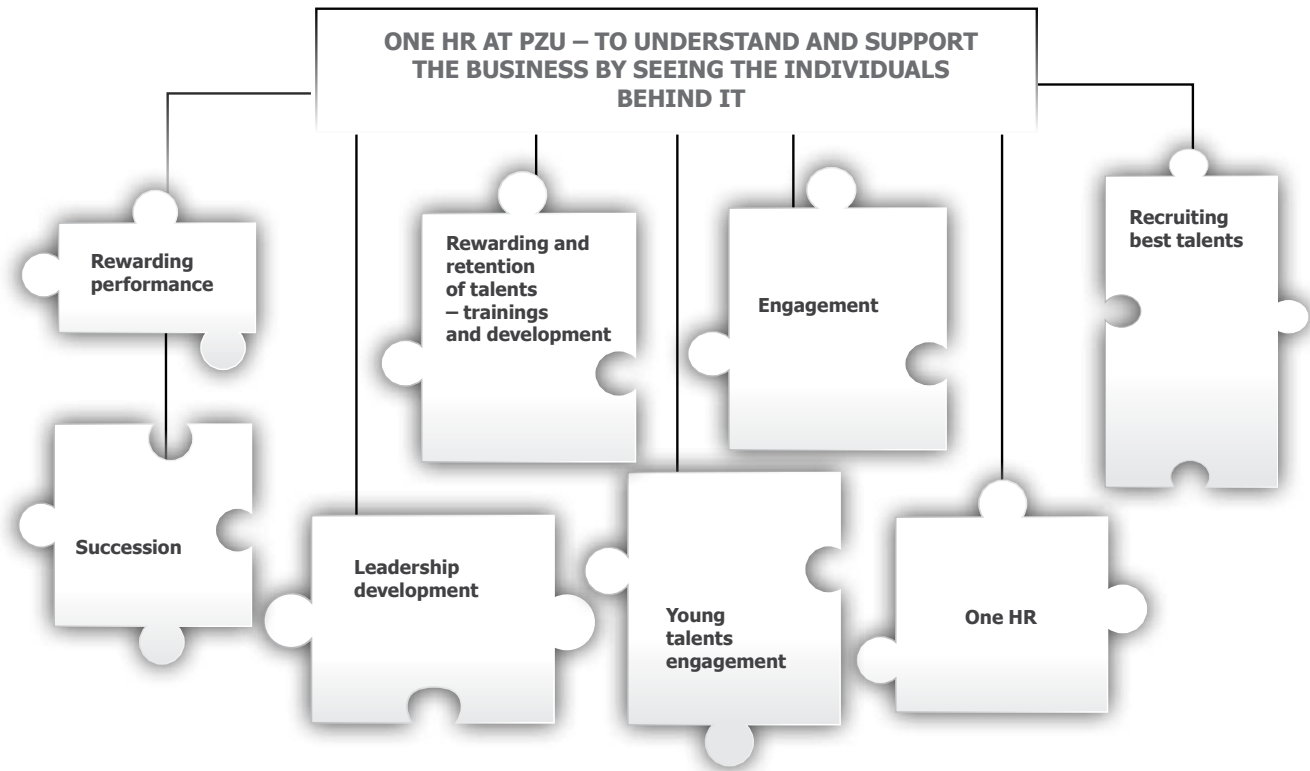 ONE HR AT PZU – TO UNDERSTAND AND SUPPORT
THE BUSINESS BY SEEING THE INDIVIDUALS
BEHIND IT
Rewarding
performance
Rewarding and
retention
of talents
– trainings
and development
Engagement
Recruiting
best talents
Succession
Leadership
development
Young
talents
engagement
One HR